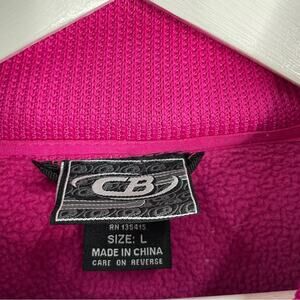 CB
RN 135415
SIZE: L
MADE IN CHINA
CARE ON REVERSE